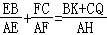 EB/AE + FC/AF = BK+CQ/AH